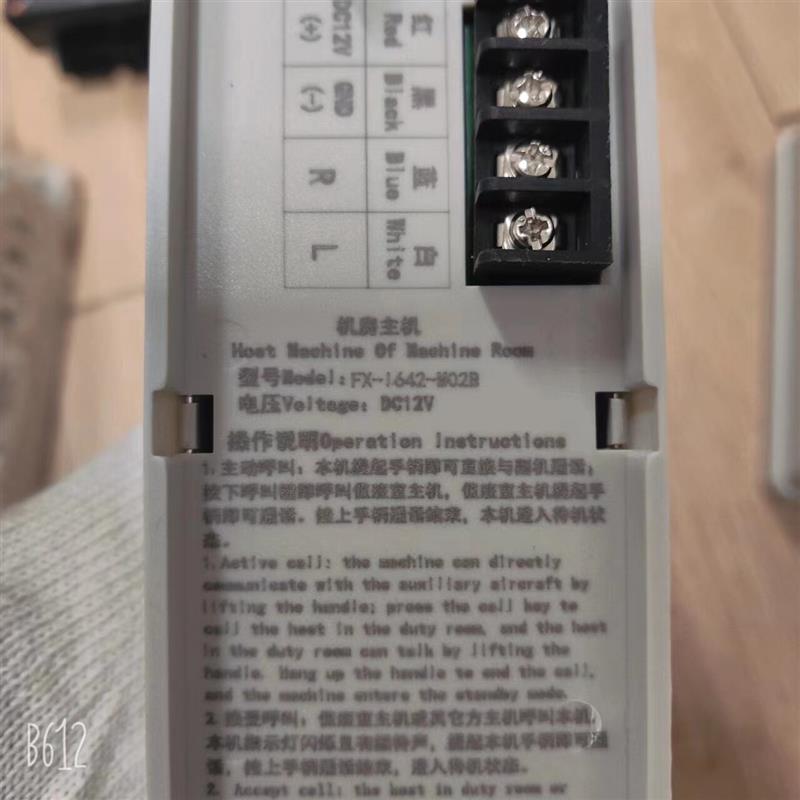 红 Red DC12V (+)
黑 Black GND (-)
蓝 Blue R
白 White L
机房主机
Host Machine Of Machine Room
型号Model: FX-1642-M02B
电压Voltage: DC12V
操作说明Operation Instructions
1. 主动呼叫: 本机提起手柄即可直接与副机通话;
按下呼叫键即呼叫值班室主机, 值班室主机提起手
柄即可通话。挂上手柄通话结束, 本机进入待机状
态。
1.Active call: the machine can directly
communicate with the auxiliary aircraft by
lifting the handle; press the call key to
call the host in the duty room, and the host
in the duty room can talk by lifting the
handle. Hang up the handle to end the call,
and the machine enters the standby mode.
2. 接受呼叫: 值班室主机或其它方主机呼叫本机,
本机指示灯闪烁且有振铃声, 提起本机手柄即可通
话, 挂上手柄通话结束, 进入待机状态。
2. Accept call: the host in duty room or
B612